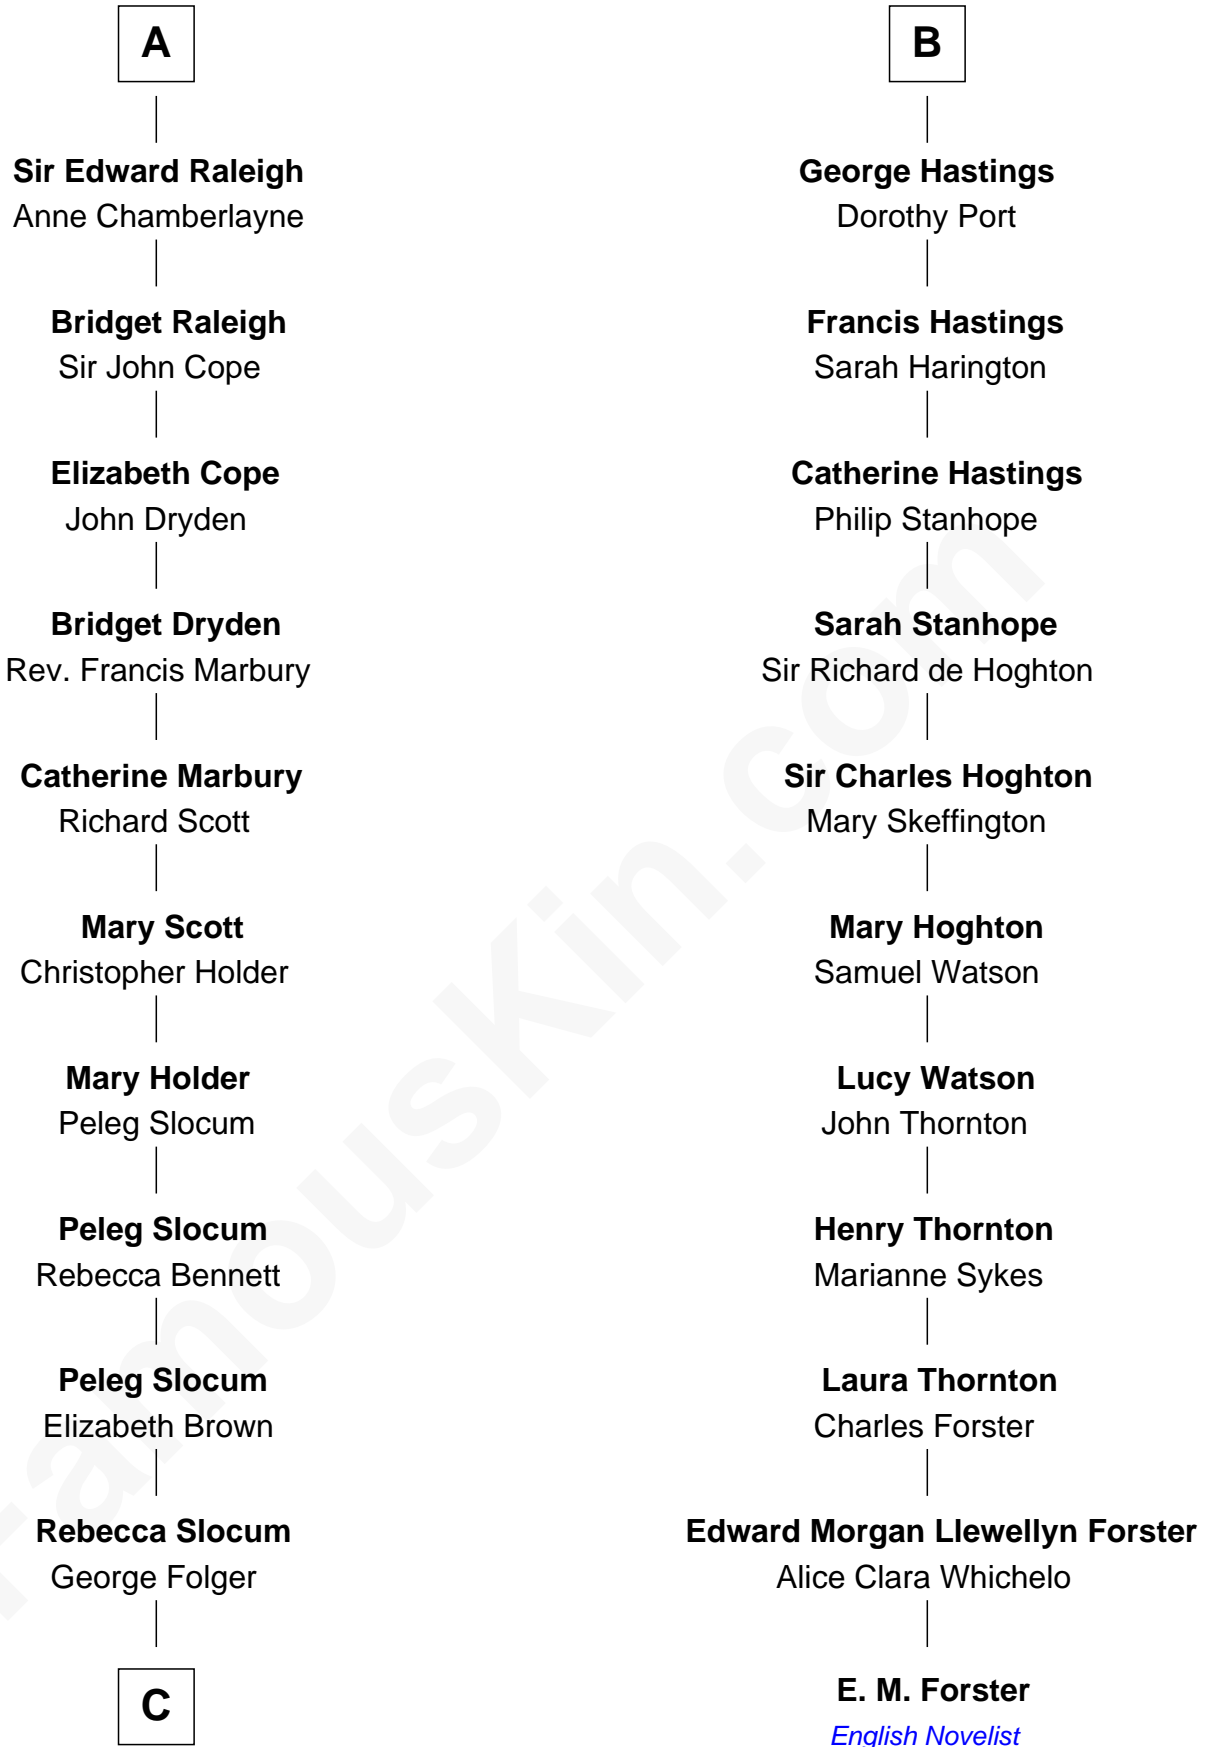 A
Sir Edward Raleigh
Anne Chamberlayne
Bridget Raleigh
Sir John Cope
Elizabeth Cope
John Dryden
Bridget Dryden
Rev. Francis Marbury
Catherine Marbury
Richard Scott
Mary Scott
Christopher Holder
Mary Holder
Peleg Slocum
Peleg Slocum
Rebecca Bennett
Peleg Slocum
Elizabeth Brown
Rebecca Slocum
George Folger
C
B
George Hastings
Dorothy Port
Francis Hastings
Sarah Harington
Catherine Hastings
Philip Stanhope
Sarah Stanhope
Sir Richard de Hoghton
Sir Charles Hoghton
Mary Skeffington
Mary Hoghton
Samuel Watson
Lucy Watson
John Thornton
Henry Thornton
Marianne Sykes
Laura Thornton
Charles Forster
Edward Morgan Llewellyn Forster
Alice Clara Whichelo
E. M. Forster
English Novelist
FamousKin.com